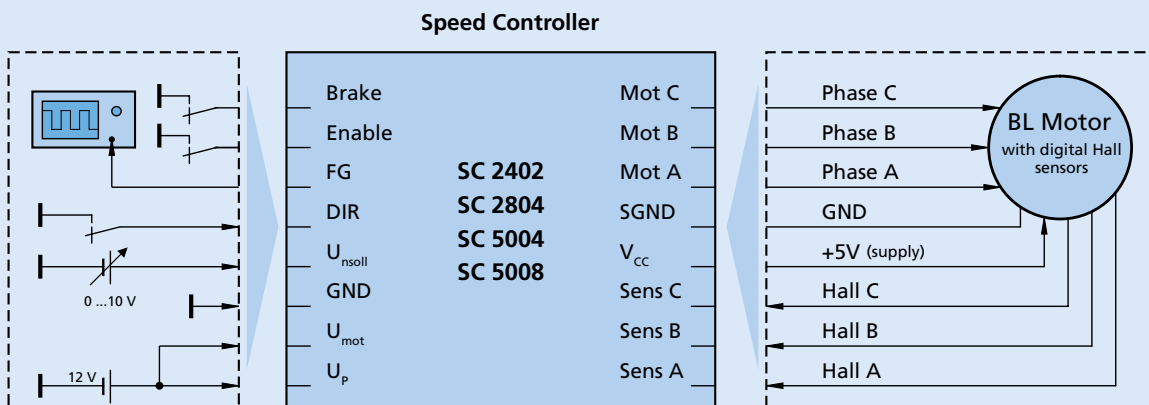 Speed Controller
Brake
Enable
FG
DIR
Unsoll
GND
Umot
UP
0 ...10 V
12 V
SC 2402
SC 2804
SC 5004
SC 5008
Mot C
Mot B
Mot A
SGND
VCC
Sens C
Sens B
Sens A
Phase C
Phase B
Phase A
GND
+5V (supply)
Hall C
Hall B
Hall A
BL Motor
with digital Hall
sensors